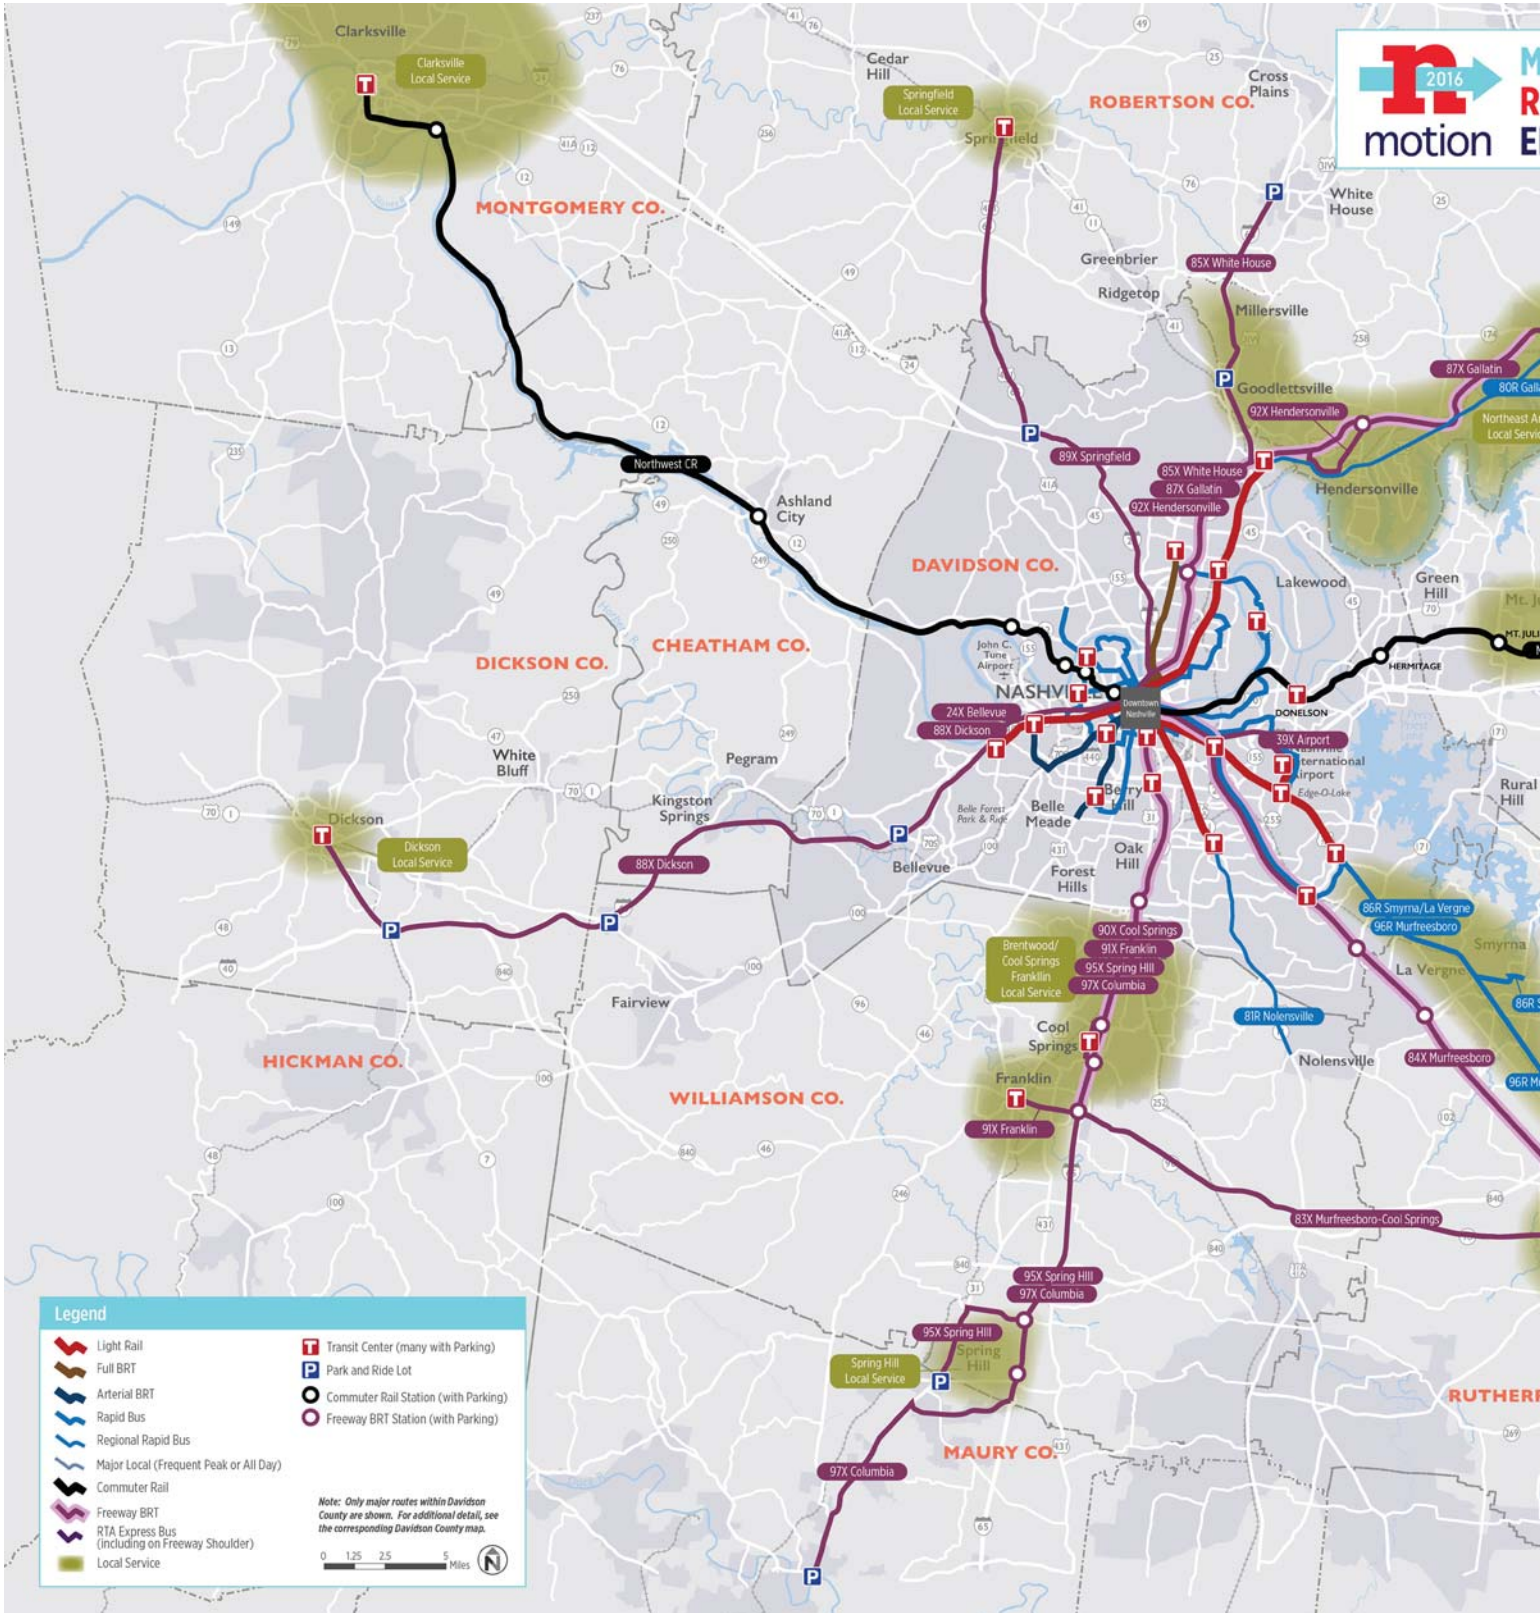 Clarksville
Clarksville
Local Service
Cedar
Hill
Springfield
Local Service
Springfield
ROBERTSON CO.
Cross
Plains
White
House
2016
n
motion
M
R
MONTGOMERY CO.
Greenbrier
Ridgetop
85X White House
Millersville
Goodlettsville
87X Gallatin
92X Hendersonville
Northwest CR
89X Springfield
85X White House
87X Gallatin
92X Hendersonville
Hendersonville
Ashland
City
DAVIDSON CO.
Lakewood
Green
Hill
CHEATHAM CO.
DICKSON CO.
John C.
Tune
Airport
HERMITAGE
DONELSON
Downtown
Nashville
24X Bellevue
88X Dickson
39X Airport
Edge-O-Lake
Rural
Hill
White
Bluff
Pegram
Kingston
Springs
Belle Forest
Park & Ride
Belle
Meade
Berry
Hill
Dickson
Dickson
Local Service
88X Dickson
Bellevue
Oak
Hill
Forest
Hills
86R Smyrna/La Vergne
96R Murfreesboro
Smyrna
La Vergne
90X Cool Springs
91X Franklin
95X Spring Hill
97X Columbia
Brentwood/
Cool Springs
Frankllin
Local Service
Fairview
Cool
Springs
81R Nolensville
Nolensville
84X Murfreesboro
HICKMAN CO.
WILLIAMSON CO.
Franklin
91X Franklin
83X Murfreesboro-Cool Springs
95X Spring Hill
97X Columbia
95X Spring Hill
Spring
Hill
Spring Hill
Local Service
MAURY CO.
97X Columbia
Legend
Light Rail
Full BRT
Arterial BRT
Rapid Bus
Regional Rapid Bus
Major Local (Frequent Peak or All Day)
Commuter Rail
Freeway BRT
RTA Express Bus
(including on Freeway Shoulder)
Local Service
T Transit Center (many with Parking)
P Park and Ride Lot
Commuter Rail Station (with Parking)
Freeway BRT Station (with Parking)
Note: Only major routes within Davidson
County are shown. For additional detail, see
the corresponding Davidson County map.
0 1.25 2.5 5 Miles
N